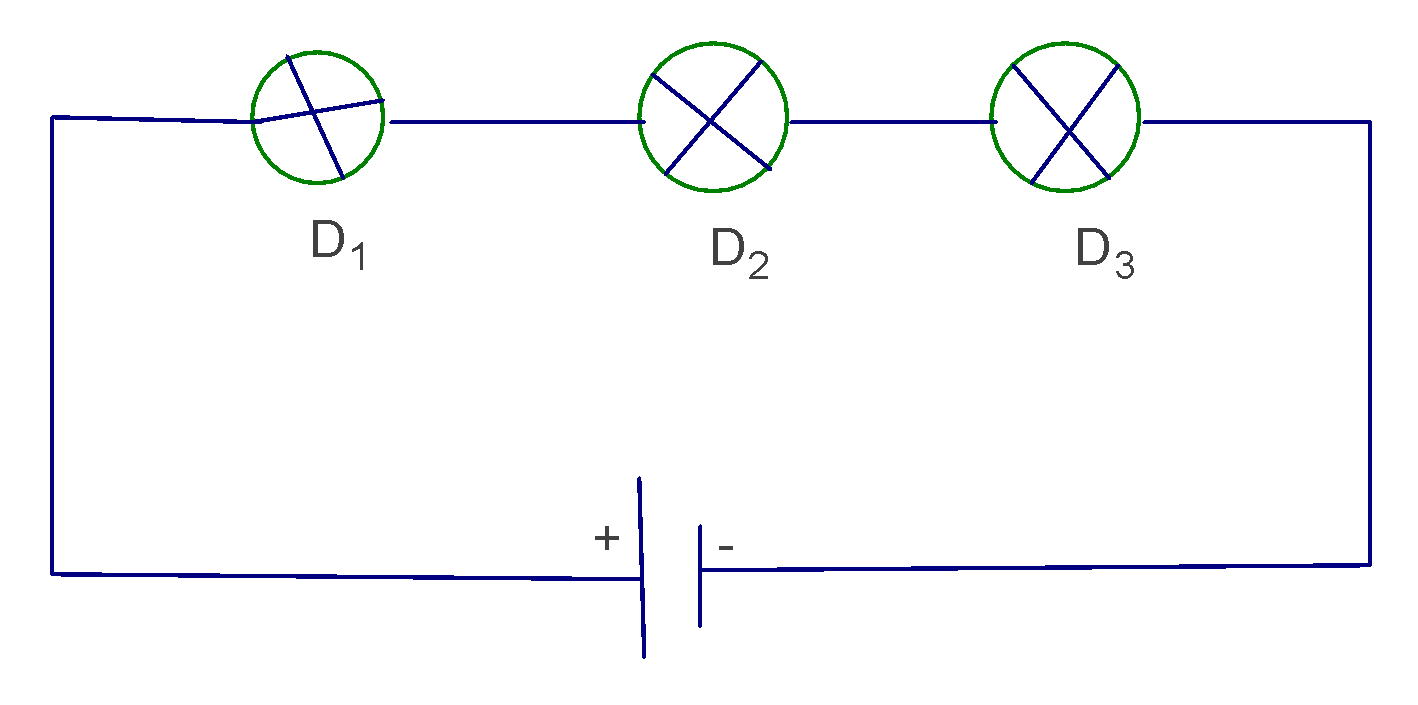 D₁ D₂ D₃
+ -